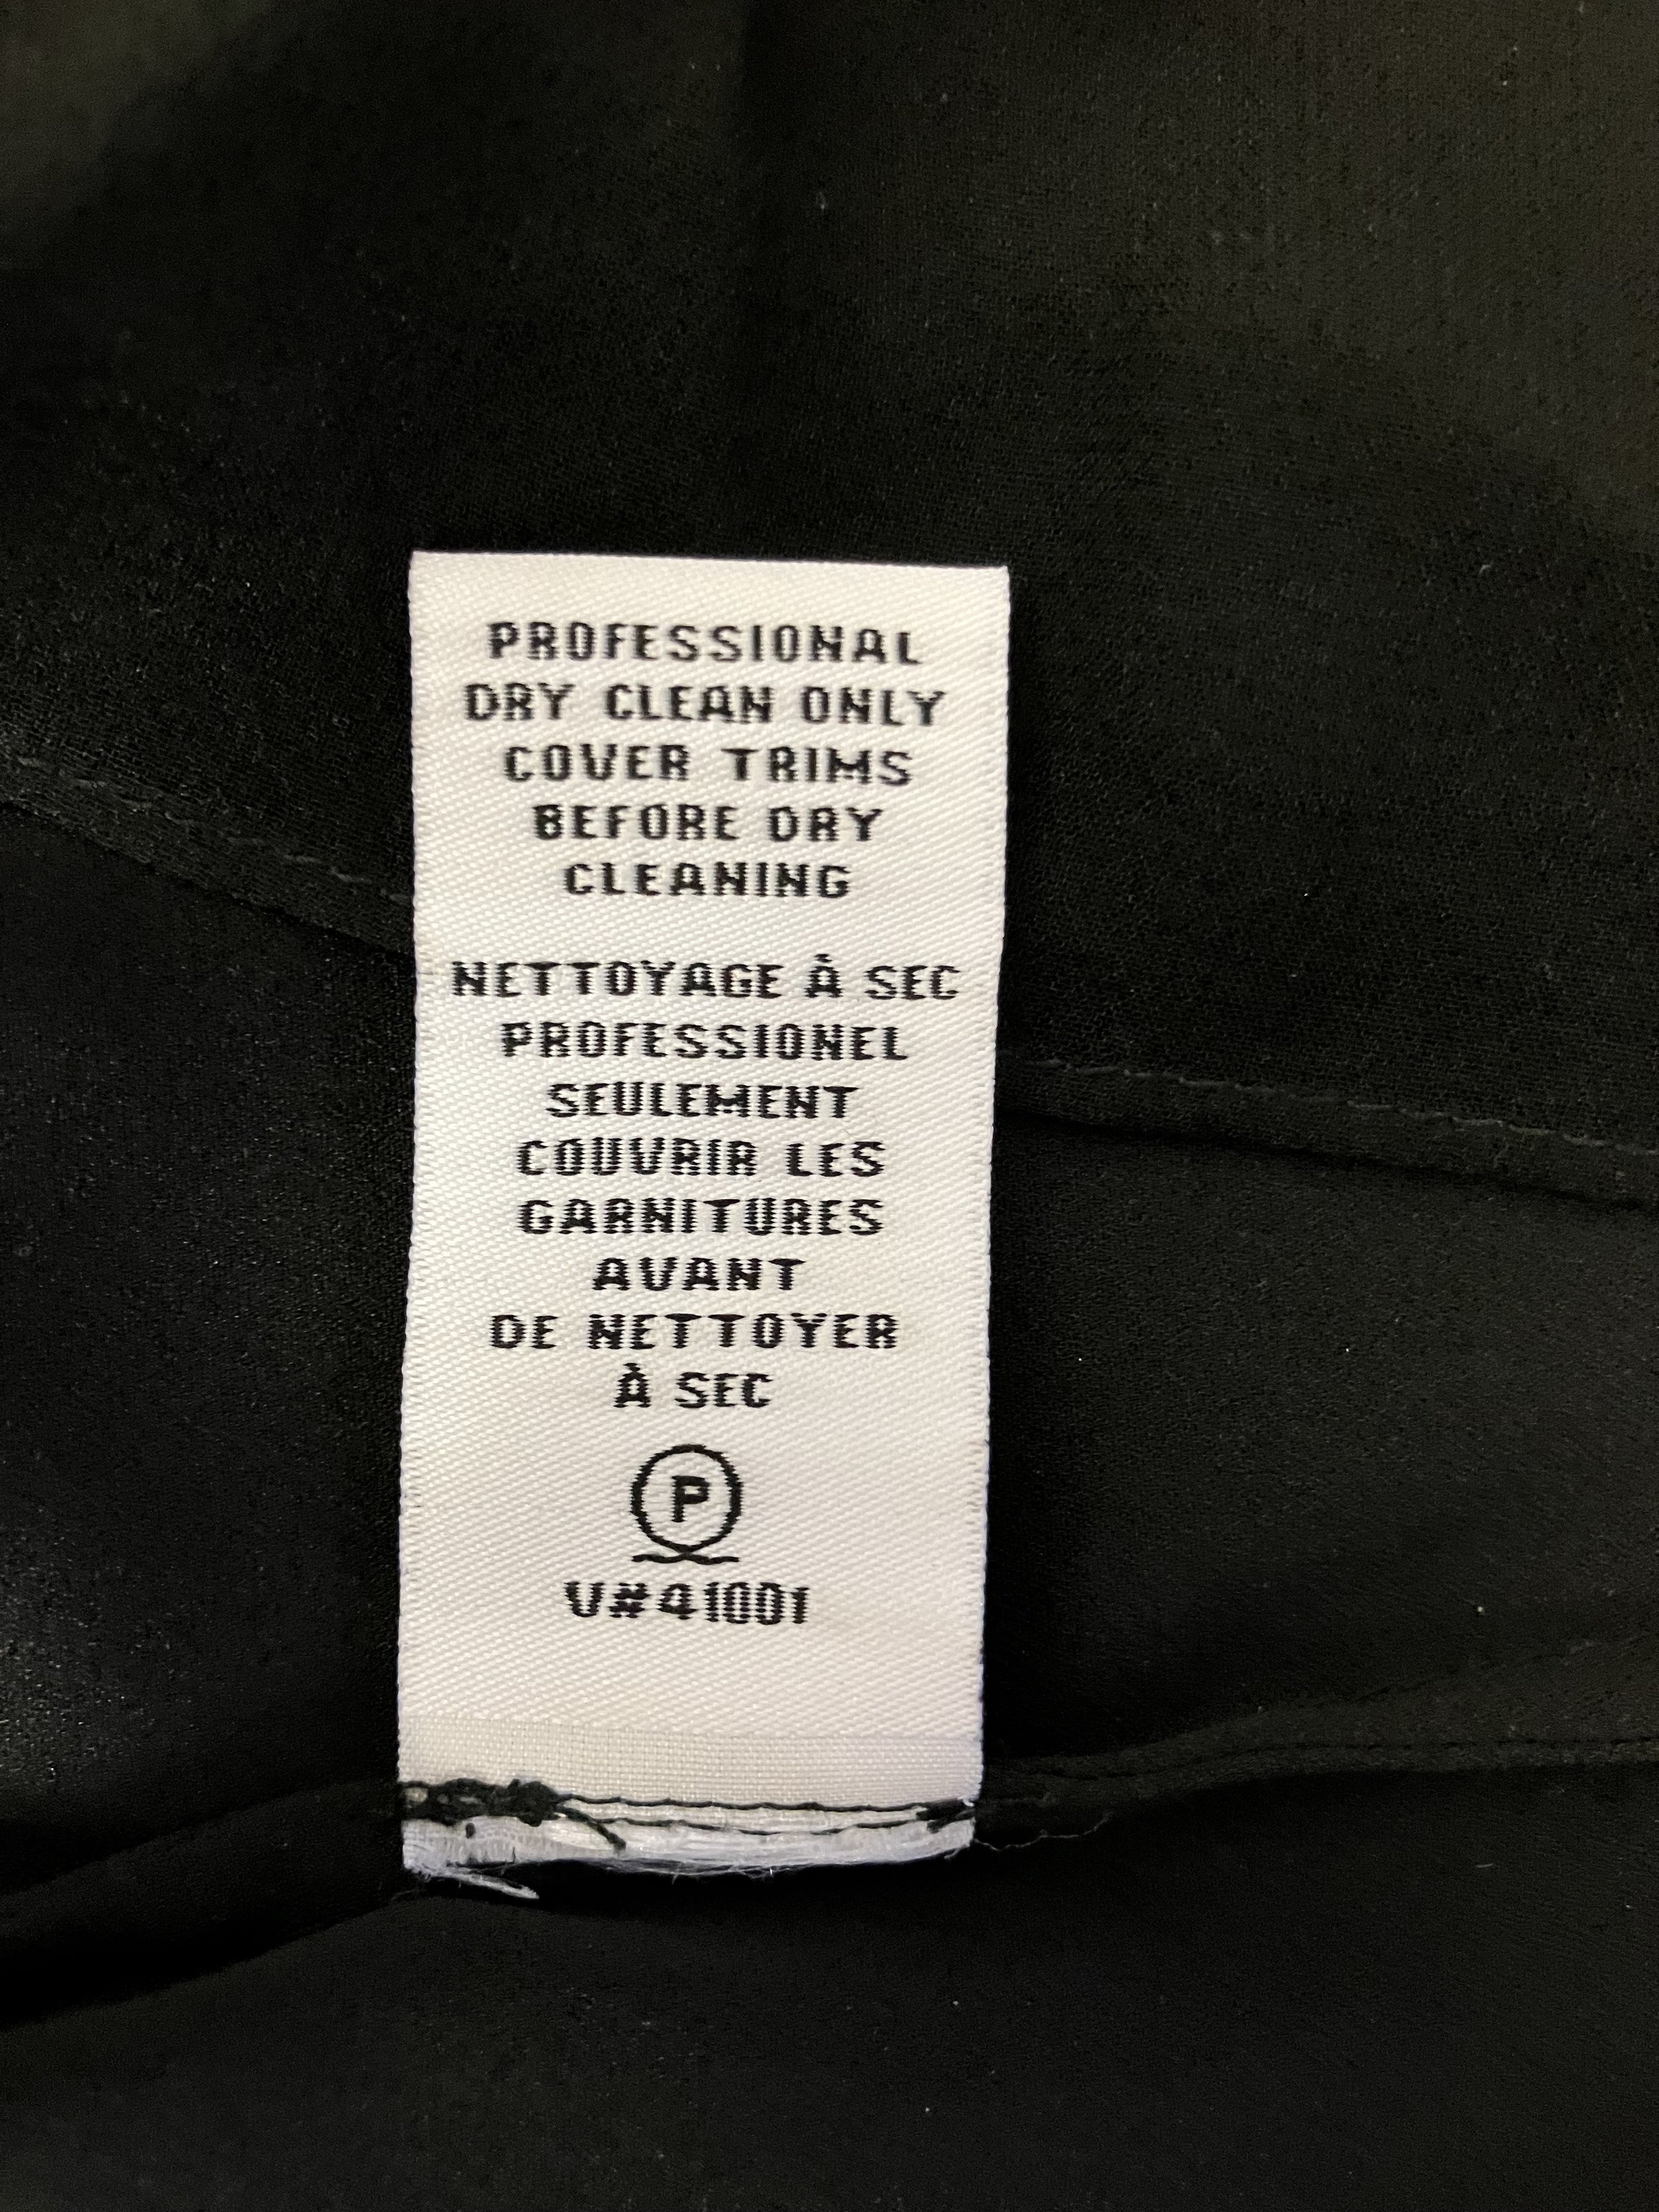 PROFESSIONAL
DRY CLEAN ONLY
COVER TRIMS
BEFORE DRY
CLEANING
NETTOYAGE À SEC
PROFESSIONEL
SEULEMENT
COUVRIR LES
GARNITURES
AVANT
DE NETTOYER
À SEC
P
V#41001